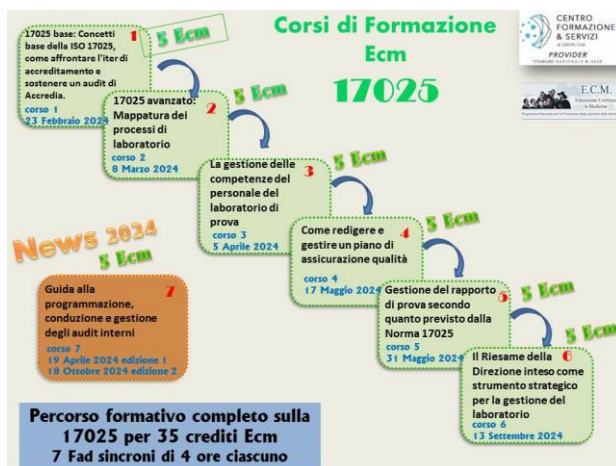 Corsi di Formazione
Ecm
17025
CENTRO
FORMAZIONE
& SERVIZI
PROVIDER
E.C.M.
Educazione Continua
in Medicina
1
5 Ecm
17025 base: Concetti
base della ISO 17025,
come affrontare l'iter di
accreditamento e
sostenere un audit di
Accredia.
corso 1
23 Febbraio 2024
2
5 Ecm
17025 avanzato:
Mappatura dei
processi di
laboratorio
corso 2
8 Marzo 2024
3
5 Ecm
La gestione delle
competenze del
personale del
laboratorio di
prova
corso 3
5 Aprile 2024
4
5 Ecm
Come redigere e
gestire un piano di
assicurazione qualità
corso 4
17 Maggio 2024
5
5 Ecm
Gestione del rapporto
di prova secondo
quanto previsto dalla
Norma 17025
corso 5
31 Maggio 2024
6
5 Ecm
Il Riesame della
Direzione inteso come
strumento strategico
per la gestione del
laboratorio
corso 6
13 Settembre 2024
News 2024
5 Ecm
7
Guida alla
programmazione,
conduzione e gestione
degli audit interni
corso 7
19 Aprile 2024 edizione 1
18 Ottobre 2024 edizione 2
Percorso formativo completo sulla
17025 per 35 crediti Ecm
7 Fad sincroni di 4 ore ciascuno